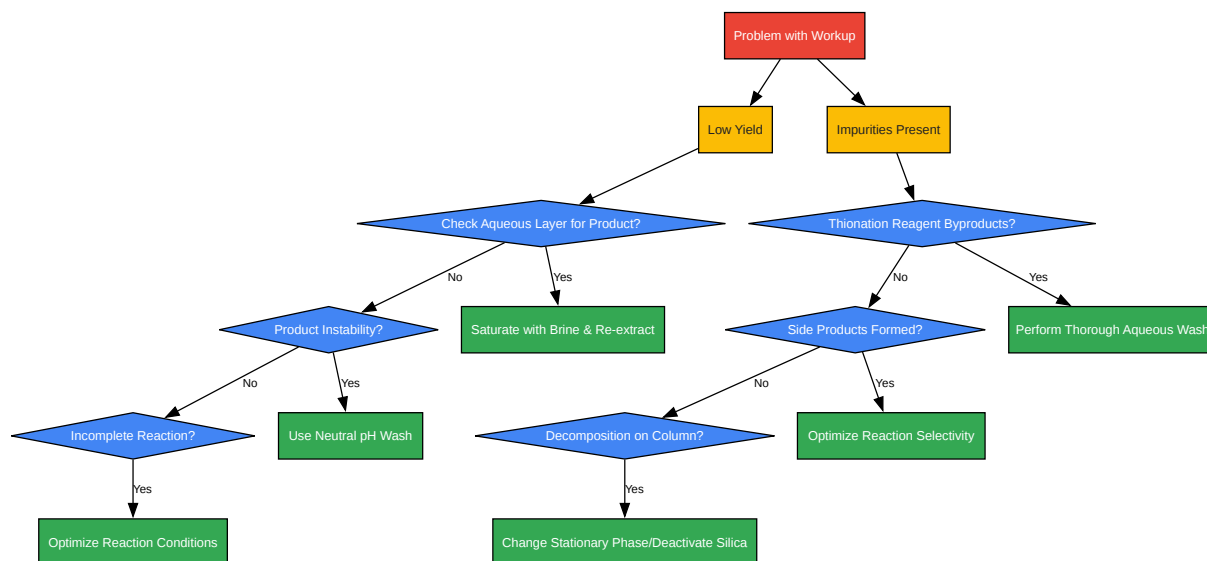 Problem with Workup
Low Yield
Impurities Present
Check Aqueous Layer for Product?
Thionation Reagent Byproducts?
No
Yes
No
Yes
Product Instability?
Saturate with Brine & Re-extract
Side Products Formed?
Perform Thorough Aqueous Wash
No
Yes
No
Yes
Incomplete Reaction?
Use Neutral pH Wash
Decomposition on Column?
Optimize Reaction Selectivity
Yes
Yes
Optimize Reaction Conditions
Change Stationary Phase/Deactivate Silica